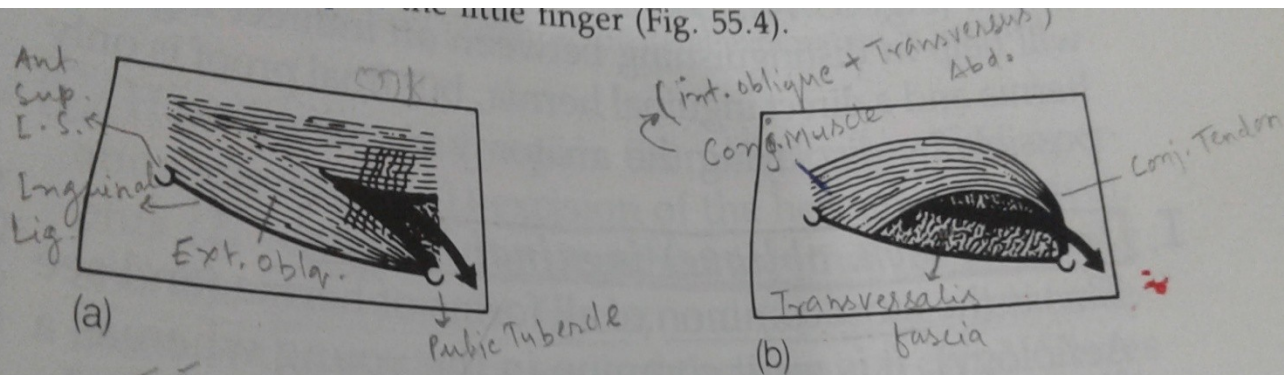 the little finger (Fig. 55.4).
Ant
Sup.
I.S.
Inguinal
Lig.
Ext. Oblq.
(a)
Pubic Tubercle
(int. oblique + Transversus)
Abd.
Conj. Muscle
Conj. Tendon
Transversalis
fascia
(b)